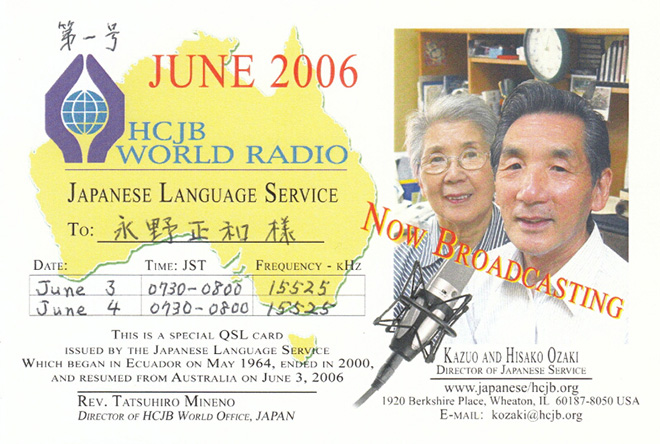 第一号
JUNE 2006
HCJB
WORLD RADIO
JAPANESE LANGUAGE SERVICE
TO: 永野正和 様
DATE: TIME: JST FREQUENCY - KHZ
June 3 0730-0800 15525
June 4 0730-0800 15525
THIS IS A SPECIAL QSL CARD
ISSUED BY THE JAPANESE LANGUAGE SERVICE
WHICH BEGAN IN ECUADOR ON MAY 1964, ENDED IN 2000,
AND RESUMED FROM AUSTRALIA ON JUNE 3, 2006
REV. TATSUHIRO MINENO
DIRECTOR OF HCJB WORLD OFFICE, JAPAN
NOW BROADCASTING
KAZUO AND HISAKO OZAKI
DIRECTOR OF JAPANESE SERVICE
www.japanese/hcjb.org
1920 Berkshire Place, Wheaton, IL 60187-8050 USA
E-MAIL: kozaki@hcjb.org